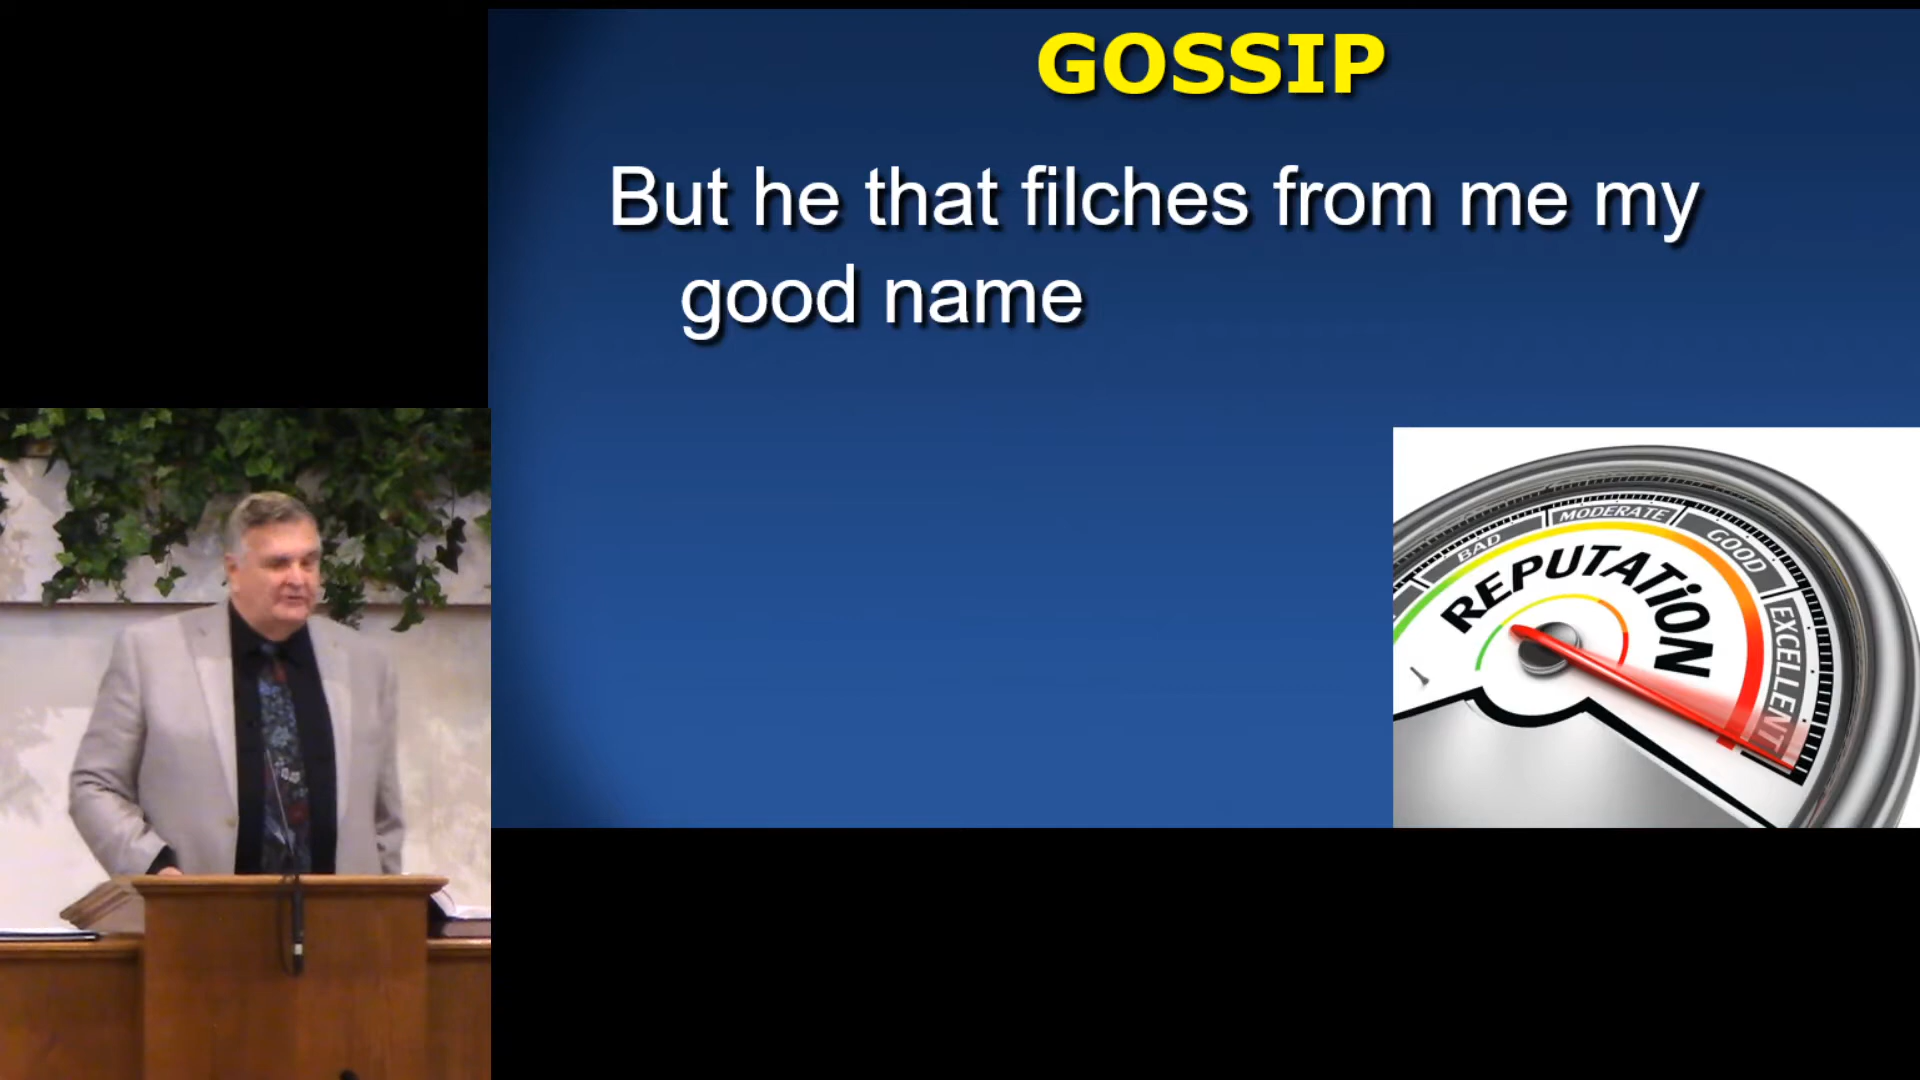 GOSSIP
But he that filches from me my
good name
BAD
MODERATE
GOOD
EXCELLENT
REPUTATiON